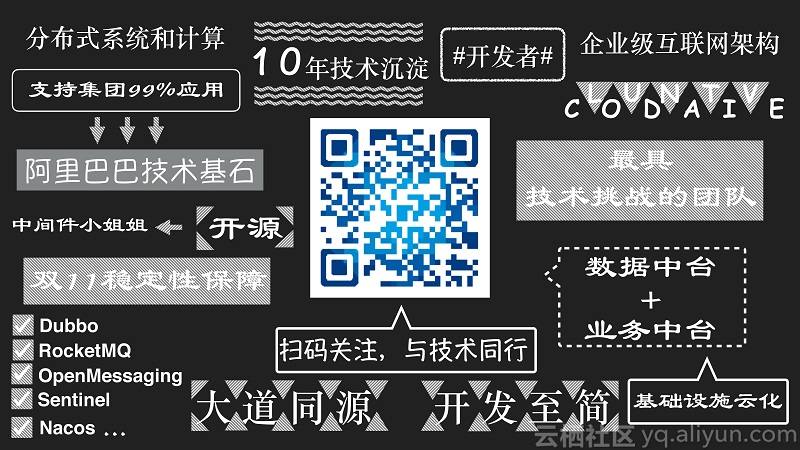 分布式系统和计算
10年技术沉淀
#开发者#
企业级互联网架构
支持集团99%应用
CLOUDNATIVE
阿里巴巴技术基石
最具
技术挑战的团队
中间件小姐姐
开源
双11稳定性保障
数据中台
+
业务中台
Dubbo
RocketMQ
OpenMessaging
Sentinel
Nacos ...
扫码关注，与技术同行
大道同源
开发至简
基础设施云化
云栖社区 yq.aliyun.com